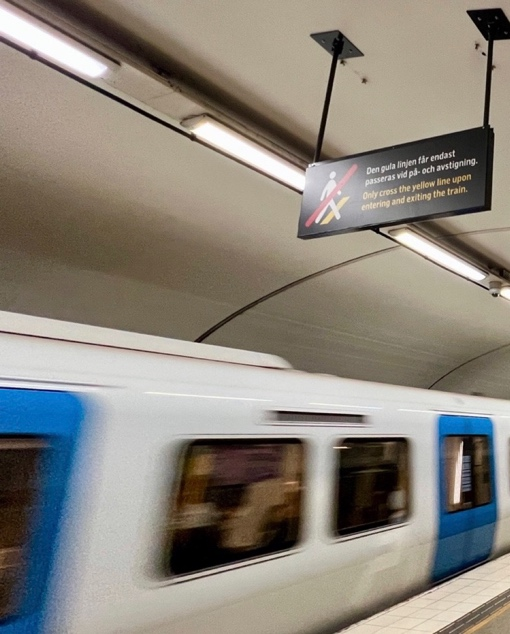 Den gula linjen får endast
passeras vid på- och avstigning.
Only cross the yellow line upon
entering and exiting the train.